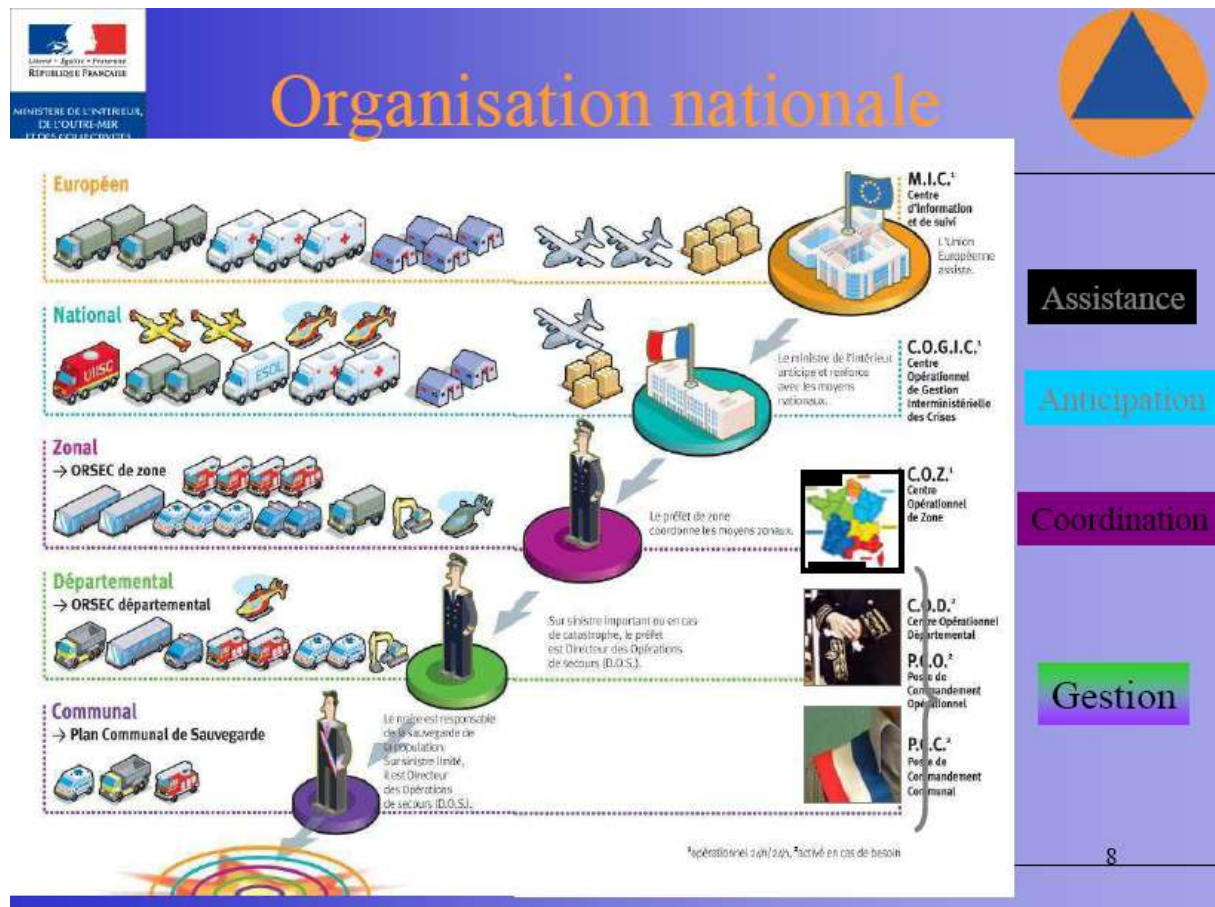 Liberté • Égalité • Fraternité
RÉPUBLIQUE FRANÇAISE
MINISTERE DE L'INTERIEUR,
DE L'OUTRE-MER
ET DES COLLECTIVITES
Organisation nationale
Européen
M.I.C.¹
Centre
d'Information
et de suivi
L'Union
Européenne
assiste.
Assistance
National
UIISC
ESOL
Le ministre de l'intérieur
anticipe et renforce
avec les moyens
nationaux.
C.O.G.I.C.¹
Centre
Opérationnel
de Gestion
Interministérielle
des Crises
Anticipation
Zonal
→ ORSEC de zone
Le préfet de zone
coordonne les moyens zonaux.
C.O.Z.¹
Centre
Opérationnel
de Zone
Coordination
Départemental
→ ORSEC départemental
Sur sinistre important ou en cas
de catastrophe, le préfet
est Directeur des Opérations
de secours (D.O.S.).
C.O.D.²
Centre Opérationnel
Départemental
P.C.O.²
Poste de
Commandement
Opérationnel
Gestion
Communal
→ Plan Communal de Sauvegarde
Le maire est responsable
de la sauvegarde de
la population.
Sur sinistre limité,
il est Directeur
des Opérations
de secours (D.O.S.).
P.C.C.²
Poste de
Commandement
Communal
¹opérationnel 24h/24h, ²activé en cas de besoin
8